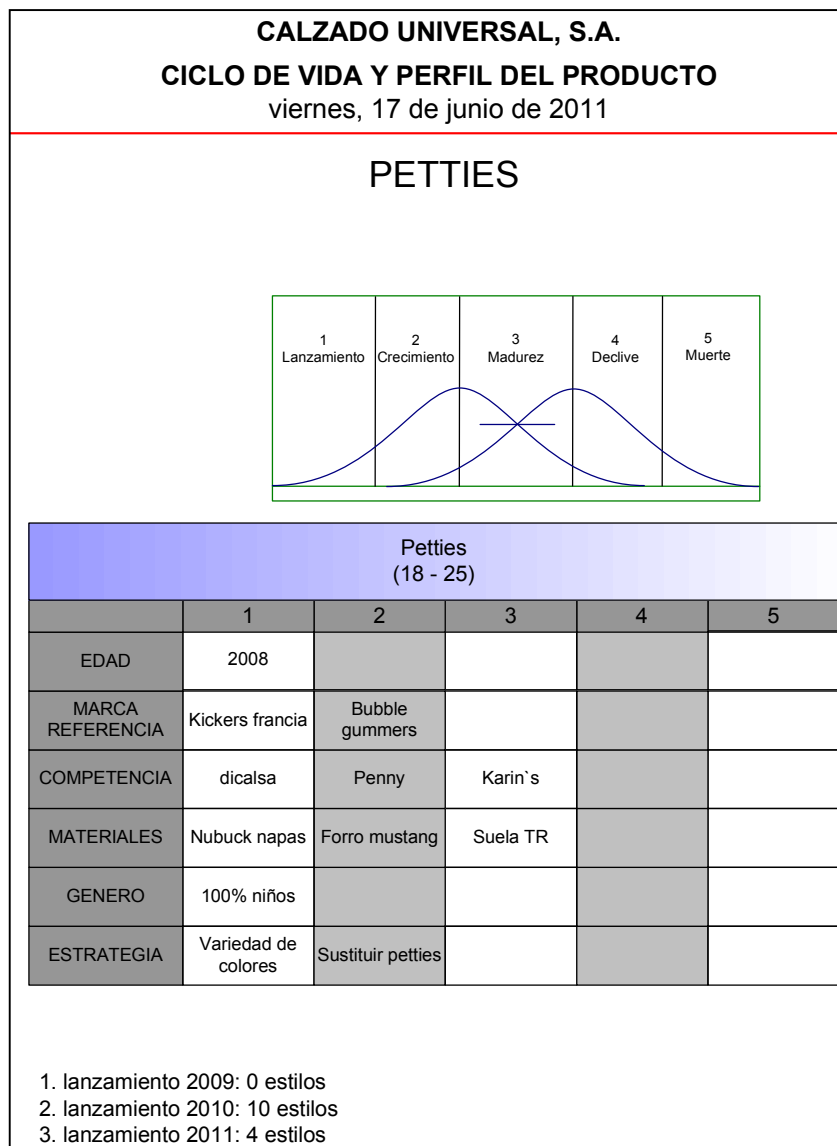 CALZADO UNIVERSAL, S.A.
CICLO DE VIDA Y PERFIL DEL PRODUCTO
viernes, 17 de junio de 2011
PETTIES
1
Lanzamiento
2
Crecimiento
3
Madurez
4
Declive
5
Muerte
Petties
(18 - 25)
1 2 3 4 5
EDAD 2008
MARCA
REFERENCIA
Kickers francia
Bubble
gummers
COMPETENCIA dicalsa Penny Karin`s
MATERIALES Nubuck napas Forro mustang Suela TR
GENERO 100% niños
ESTRATEGIA
Variedad de
colores
Sustituir petties
1. lanzamiento 2009: 0 estilos
2. lanzamiento 2010: 10 estilos
3. lanzamiento 2011: 4 estilos